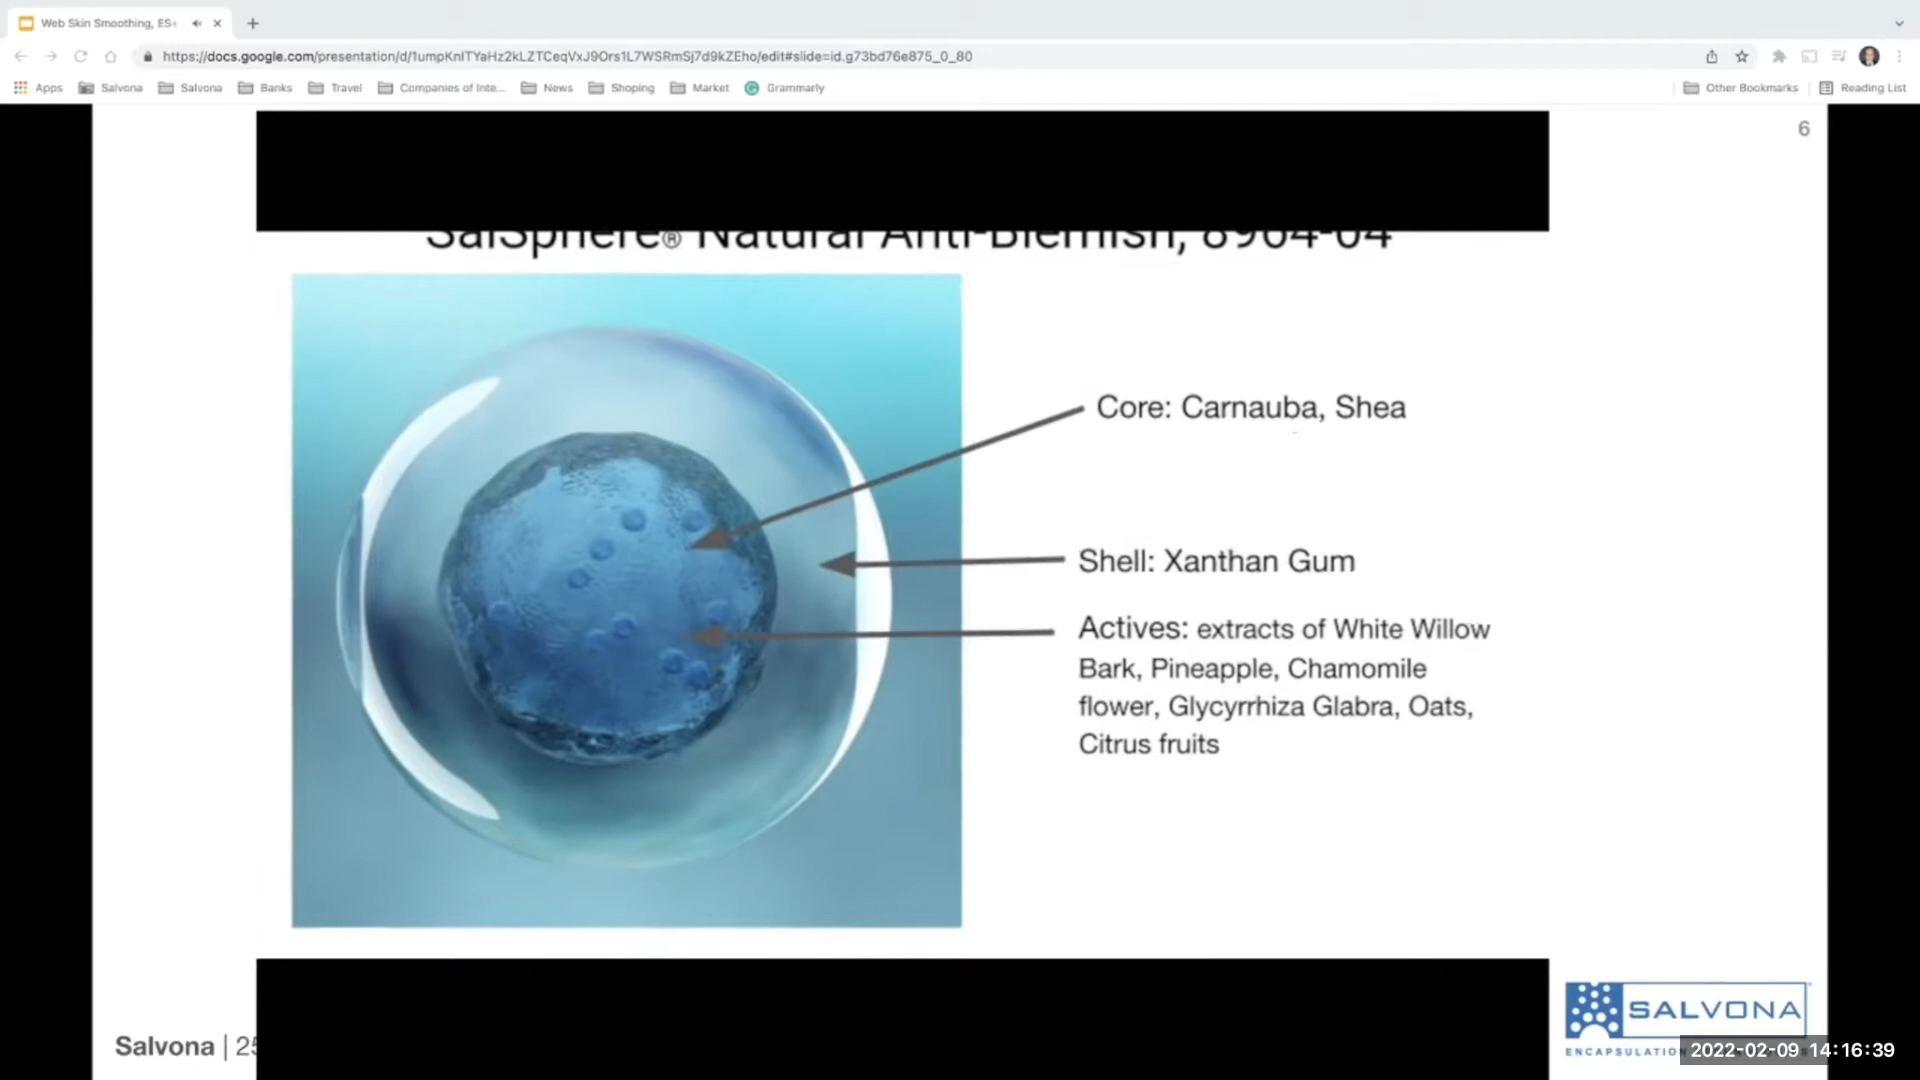 Web Skin Smoothing, ES
https://docs.google.com/presentation/d/1umpKnITYaHz2kLZTCeqVxJ9Ors1L7WSRmSj7d9kZEho/edit#slide=id.g73bd76e875_0_80
Apps Salvona Salvona Banks Travel Companies of Inte... News Shoping Market Grammarly Other Bookmarks Reading List
6
SalSphere® Natural Anti-Blemish, 8964-04
Core: Carnauba, Shea
Shell: Xanthan Gum
Actives: extracts of White Willow
Bark, Pineapple, Chamomile
flower, Glycyrrhiza Glabra, Oats,
Citrus fruits
Salvona | 25
SALVONA
ENCAPSULATION
2022-02-09 14:16:39